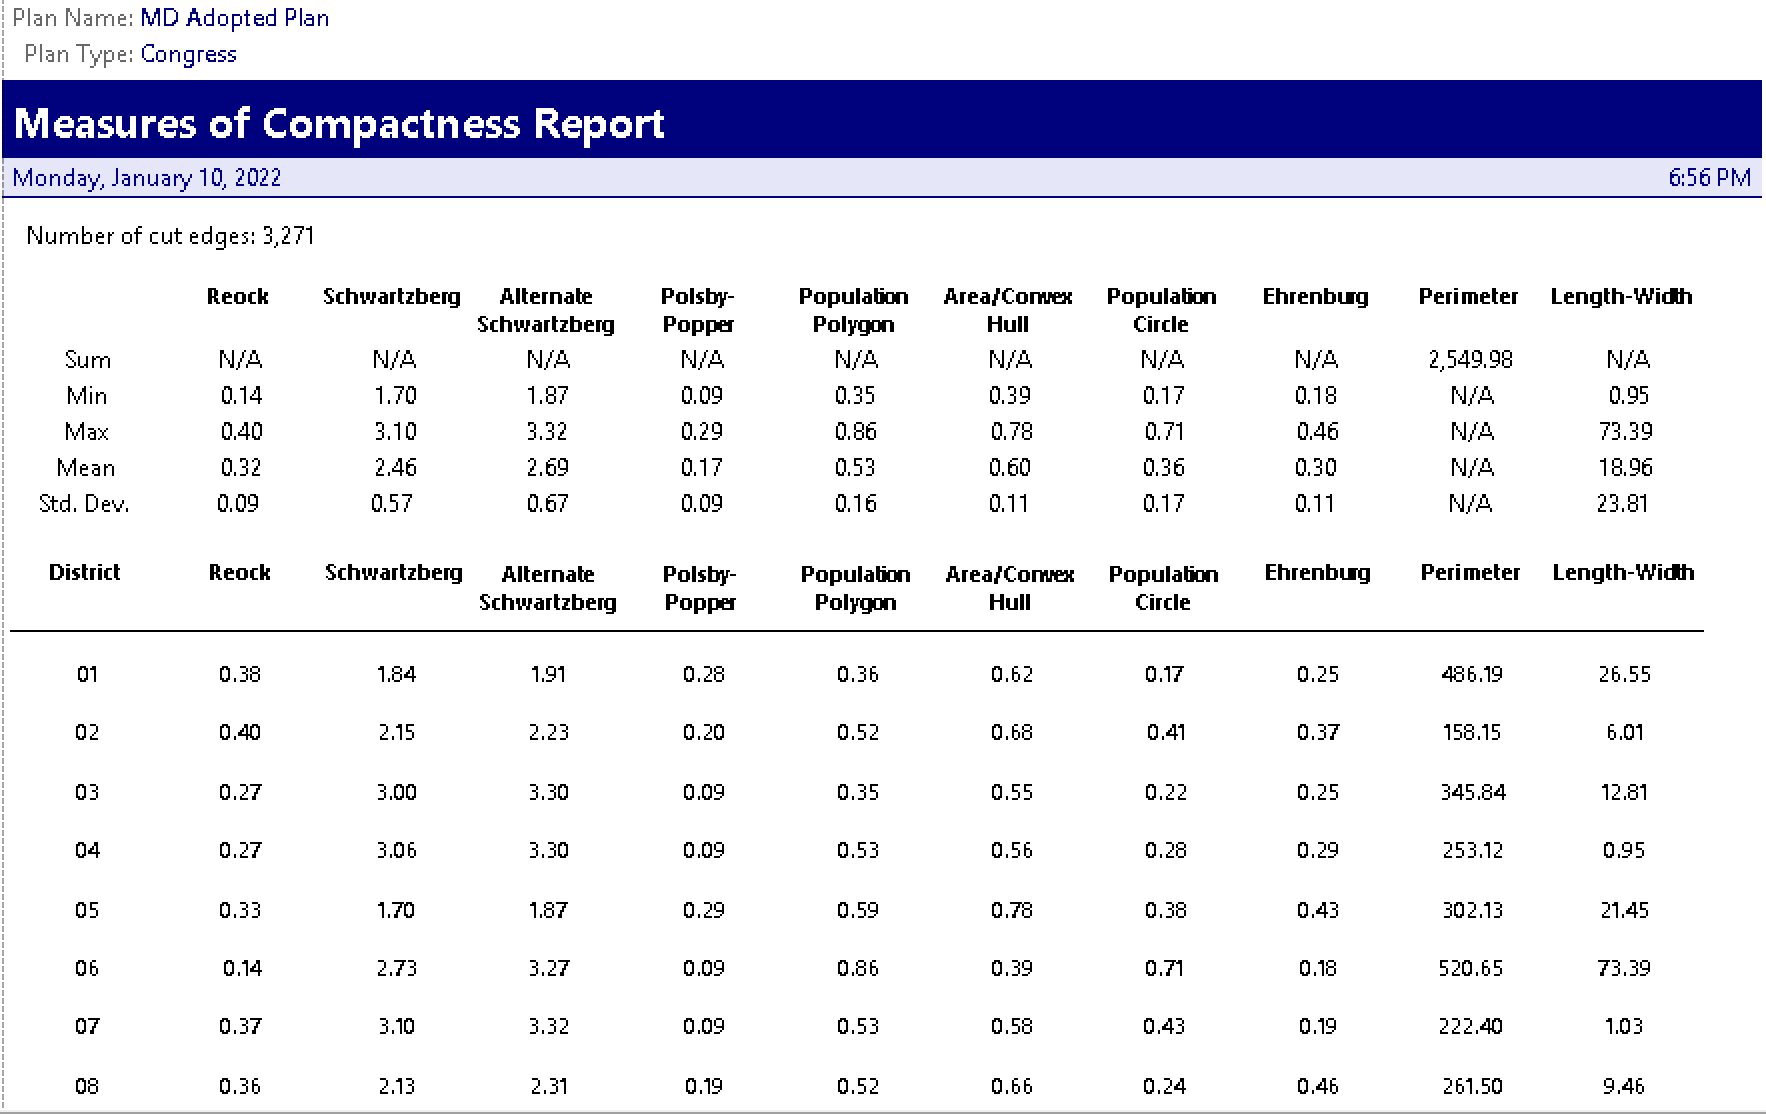 Plan Name: MD Adopted Plan
Plan Type: Congress
Measures of Compactness Report
Monday, January 10, 2022 6:56 PM
Number of cut edges: 3,271
Reock Schwartzberg Alternate Schwartzberg Polsby-Popper Population Polygon Area/Convex Hull Population Circle Ehrenburg Perimeter Length-Width
Sum N/A N/A N/A N/A N/A N/A N/A N/A 2,549.98 N/A
Min 0.14 1.70 1.87 0.09 0.35 0.39 0.17 0.18 N/A 0.95
Max 0.40 3.10 3.32 0.29 0.86 0.78 0.71 0.46 N/A 73.39
Mean 0.32 2.46 2.69 0.17 0.53 0.60 0.36 0.30 N/A 18.96
Std. Dev. 0.09 0.57 0.67 0.09 0.16 0.11 0.17 0.11 N/A 23.81
District Reock Schwartzberg Alternate Schwartzberg Polsby-Popper Population Polygon Area/Convex Hull Population Circle Ehrenburg Perimeter Length-Width
01 0.38 1.84 1.91 0.28 0.36 0.62 0.17 0.25 486.19 26.55
02 0.40 2.15 2.23 0.20 0.52 0.68 0.41 0.37 158.15 6.01
03 0.27 3.00 3.30 0.09 0.35 0.55 0.22 0.25 345.84 12.81
04 0.27 3.06 3.30 0.09 0.53 0.56 0.28 0.29 253.12 0.95
05 0.33 1.70 1.87 0.29 0.59 0.78 0.38 0.43 302.13 21.45
06 0.14 2.73 3.27 0.09 0.86 0.39 0.71 0.18 520.65 73.39
07 0.37 3.10 3.32 0.09 0.53 0.58 0.43 0.19 222.40 1.03
08 0.36 2.13 2.31 0.19 0.52 0.66 0.24 0.46 261.50 9.46